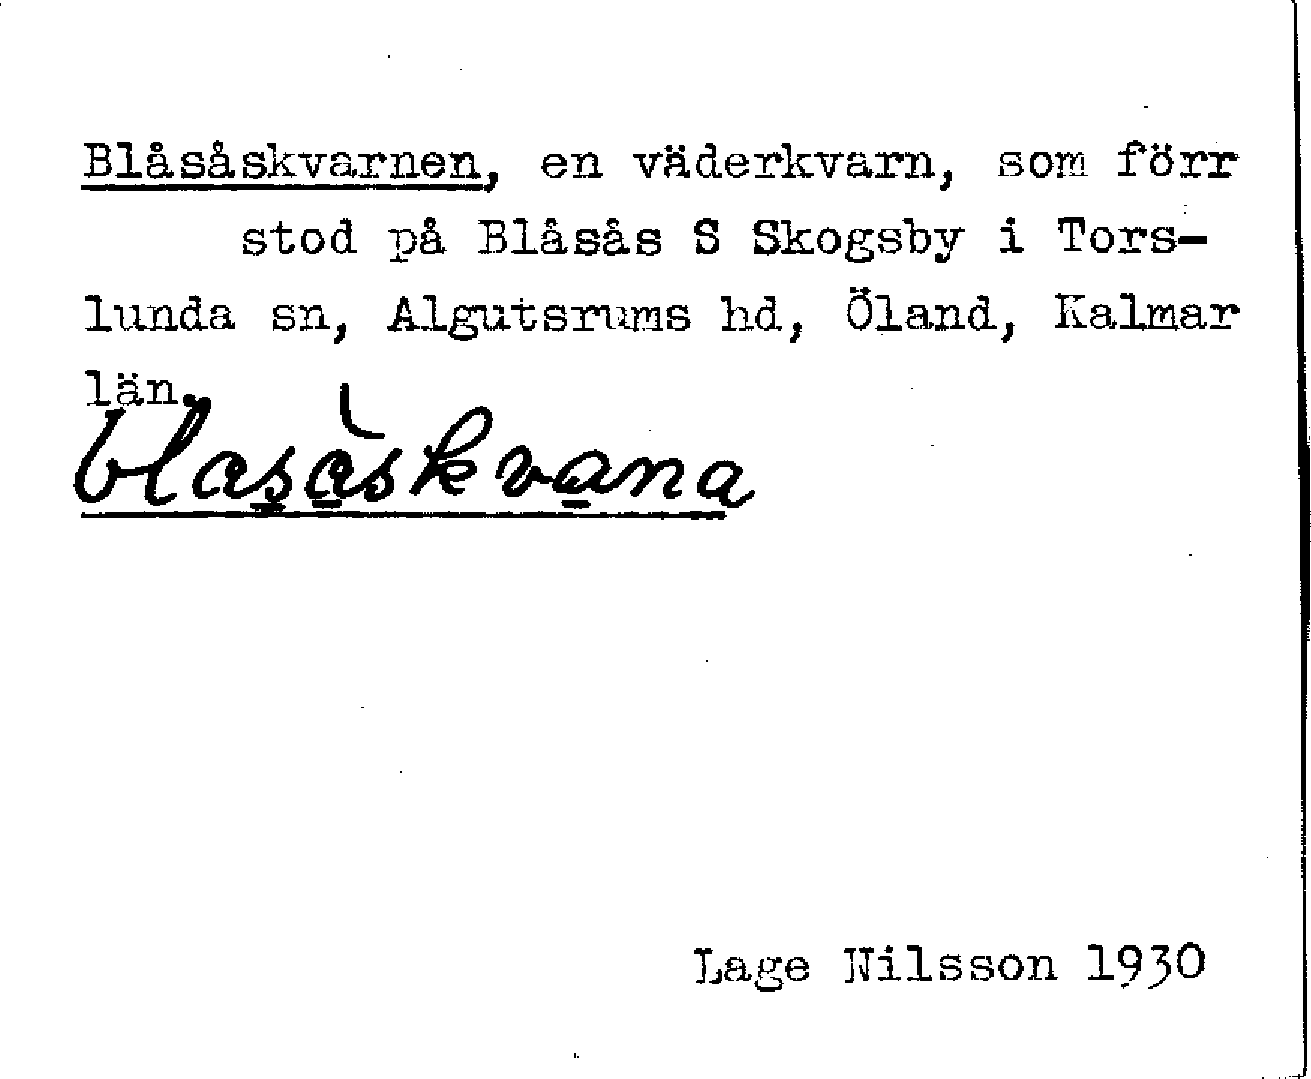 Blåsåskvarnen, en väderkvarn, som förr
stod på Blåsås S Skogsby i Tors-
lunda sn, Algutsrums hd, Öland, Kalmar
län.
blasàskvana
Lage Nilsson 1930